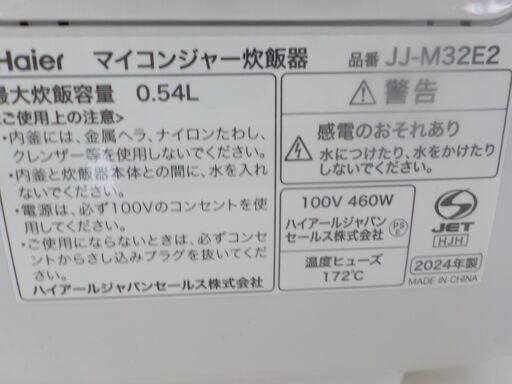 Haier マイコンジャー炊飯器 品番 JJ-M32E2
最大炊飯容量 0.54L
ご使用上の注意>
・内釜には、金属ヘラ、ナイロンたわし、
クレンザー等を使用しないでください。
・内釜と炊飯器本体との間に、水を入れ
ないでください。
・電源は、必ず100Vのコンセントを使
用してください。
・ご使用にならないときは、必ずコンセ
ントからさし込みプラグを抜いてください。
ハイアールジャパンセールス株式会社
警告
感電のおそれあり
水につけたり、水をかけたり
しないでください。
100V 460W
ハイアールジャパン
セールス株式会社
PS
E
温度ヒューズ
172℃
S
JET
HJH
2024年製
MADE IN CHINA